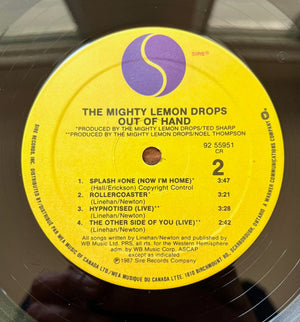 SIRE®
THE MIGHTY LEMON DROPS
OUT OF HAND
*PRODUCED BY THE MIGHTY LEMON DROPS/TED SHARP
**PRODUCED BY THE MIGHTY LEMON DROPS/NOEL THOMPSON
92 55951
CR
2
1. SPLASH #ONE (NOW I'M HOME)* 3:47
(Hall/Erickson) Copyright Control
2. ROLLERCOASTER* 3:21
(Linehan/Newton)
3. HYPNOTISED (LIVE)** 3:28
(Linehan/Newton)
4. THE OTHER SIDE OF YOU (LIVE)** 2:42
(Linehan/Newton)
All songs written by Linehan/Newton and published by
WB Music Ltd. PRS, all rts. for the Western Hemisphere
adm. by WB Music Corp. ASCAP
except as indicated
℗1987 Sire Records Company